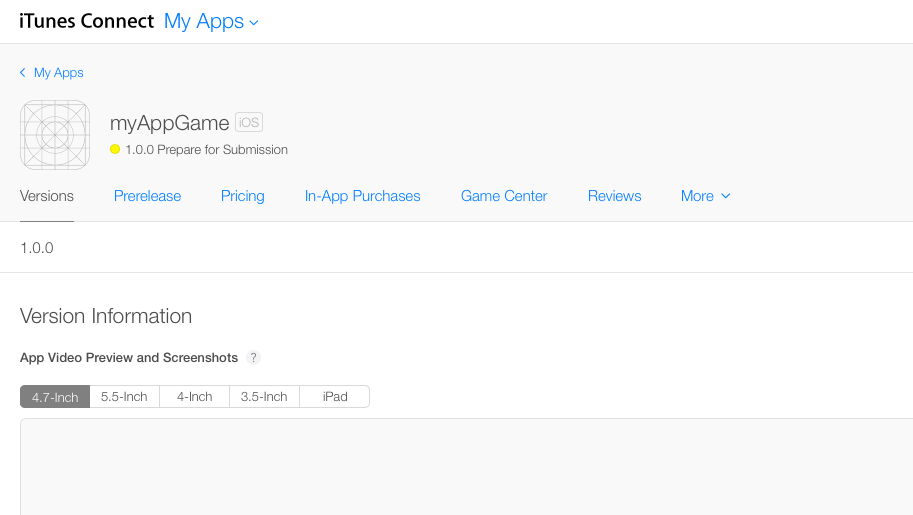 iTunes Connect My Apps
My Apps
myAppGame iOS
1.0.0 Prepare for Submission
Versions Prerelease Pricing In-App Purchases Game Center Reviews More
1.0.0
Version Information
App Video Preview and Screenshots ?
4.7-Inch 5.5-Inch 4-Inch 3.5-Inch iPad